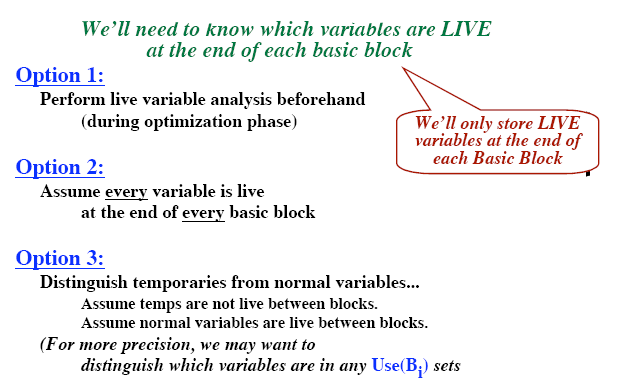 We'll need to know which variables are LIVE
at the end of each basic block
Option 1:
Perform live variable analysis beforehand
(during optimization phase)
We'll only store LIVE
variables at the end of
each Basic Block
Option 2:
Assume every variable is live
at the end of every basic block
Option 3:
Distinguish temporaries from normal variables...
Assume temps are not live between blocks.
Assume normal variables are live between blocks.
(For more precision, we may want to
distinguish which variables are in any Use(Bi) sets